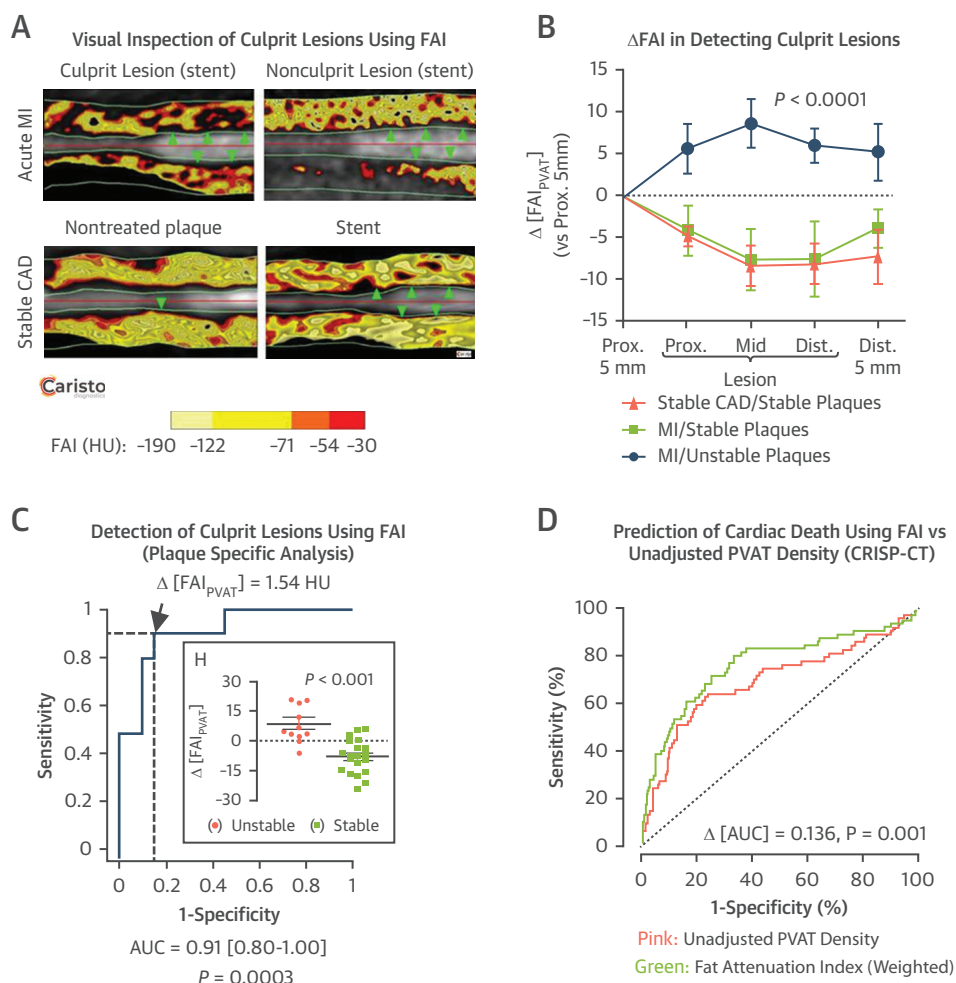 A
Visual Inspection of Culprit Lesions Using FAI
Culprit Lesion (stent)
Nonculprit Lesion (stent)
Acute MI
Nontreated plaque
Stent
Stable CAD
Caristo
diagnostics
FAI (HU): -190 -122 -71 -54 -30
B
ΔFAI in Detecting Culprit Lesions
P < 0.0001
Δ [FAI_PVAT]
(vs Prox. 5mm)
15
10
5
0
-5
-10
-15
Prox. Prox. Mid Dist. Dist.
5 mm Lesion 5 mm
Stable CAD/Stable Plaques
MI/Stable Plaques
MI/Unstable Plaques
C
Detection of Culprit Lesions Using FAI
(Plaque Specific Analysis)
Δ [FAI_PVAT] = 1.54 HU
Sensitivity
1
0.8
0.6
0.4
0.2
0
0 0.2 0.4 0.6 0.8 1
1-Specificity
H
P < 0.001
Δ [FAI_PVAT]
30
15
0
-15
-30
(•) Unstable (▪) Stable
AUC = 0.91 [0.80-1.00]
P = 0.0003
D
Prediction of Cardiac Death Using FAI vs
Unadjusted PVAT Density (CRISP-CT)
Sensitivity (%)
100
80
60
40
20
0
Δ [AUC] = 0.136, P = 0.001
0 20 40 60 80 100
1-Specificity (%)
Pink: Unadjusted PVAT Density
Green: Fat Attenuation Index (Weighted)